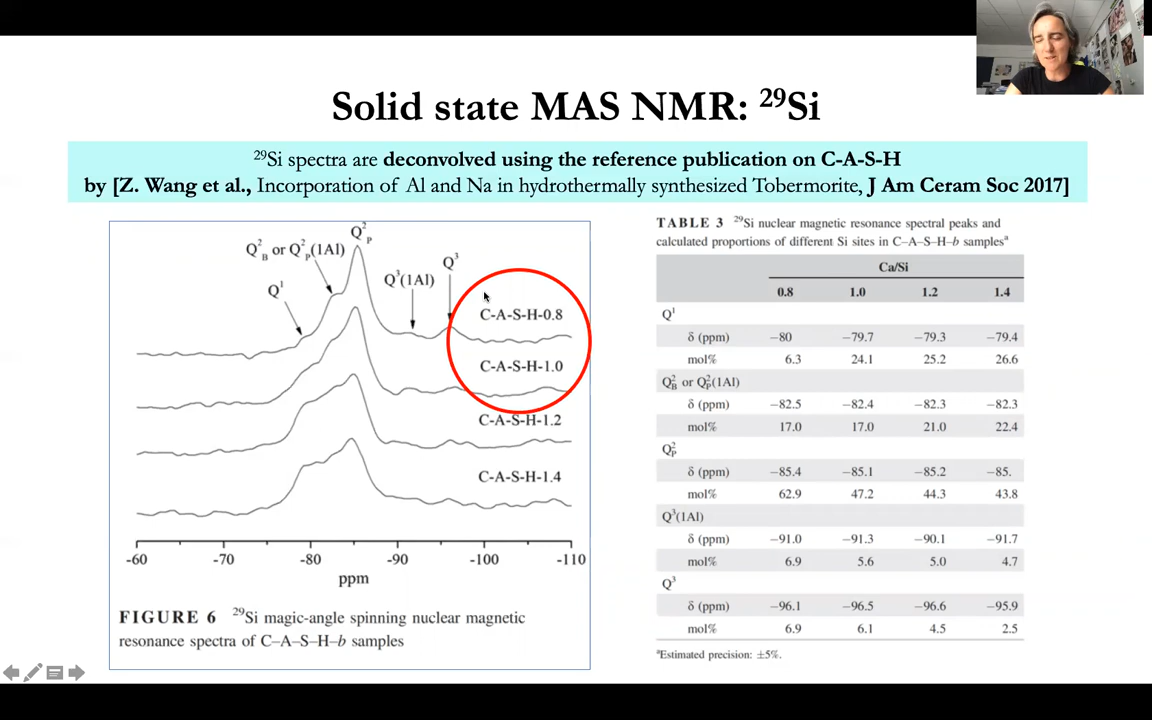 Solid state MAS NMR: ²⁹Si
²⁹Si spectra are deconvolved using the reference publication on C-A-S-H
by [Z. Wang et al., Incorporation of Al and Na in hydrothermally synthesized Tobermorite, J Am Ceram Soc 2017]
Q²P
Q²B or Q²P(1Al)
Q³
Q³(1Al)
Q¹
C-A-S-H-0.8
C-A-S-H-1.0
C-A-S-H-1.2
C-A-S-H-1.4
-60 -70 -80 -90 -100 -110
ppm
FIGURE 6 ²⁹Si magic-angle spinning nuclear magnetic
resonance spectra of C–A–S–H–b samples
TABLE 3 ²⁹Si nuclear magnetic resonance spectral peaks and
calculated proportions of different Si sites in C–A–S–H–b samplesᵃ
Ca/Si
0.8 1.0 1.2 1.4
Q¹
δ (ppm) −80 −79.7 −79.3 −79.4
mol% 6.3 24.1 25.2 26.6
Q²B or Q²P(1Al)
δ (ppm) −82.5 −82.4 −82.3 −82.3
mol% 17.0 17.0 21.0 22.4
Q²P
δ (ppm) −85.4 −85.1 −85.2 −85.
mol% 62.9 47.2 44.3 43.8
Q³(1Al)
δ (ppm) −91.0 −91.3 −90.1 −91.7
mol% 6.9 5.6 5.0 4.7
Q³
δ (ppm) −96.1 −96.5 −96.6 −95.9
mol% 6.9 6.1 4.5 2.5
ᵃEstimated precision: ±5%.